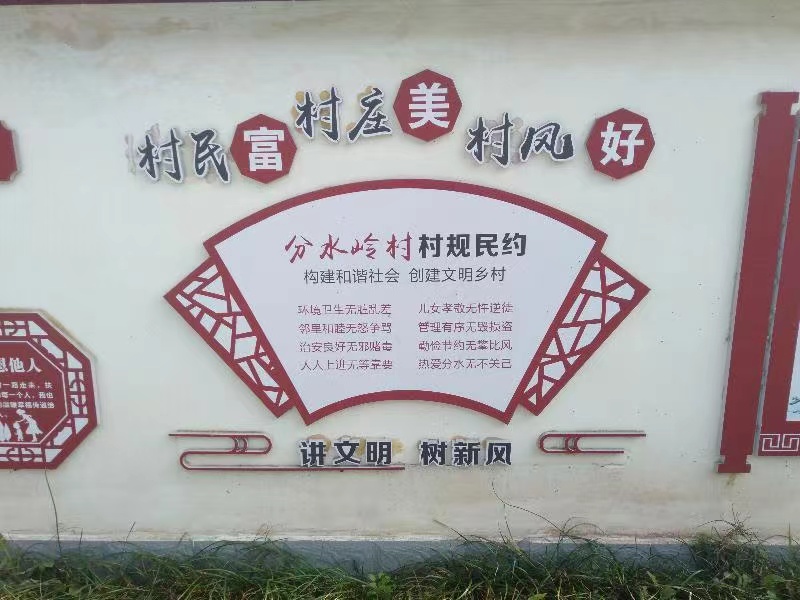 村民富 村庄美 村风好
分水岭村村规民约
构建和谐社会 创建文明乡村
环境卫生无脏乱差
邻里和睦无怒争骂
治安良好无邪赌毒
人人上进无等靠要
儿女孝敬无忤逆徒
管理有序无毁损盗
勤俭节约无攀比风
热爱分水无不关己
讲文明 树新风
恩他人